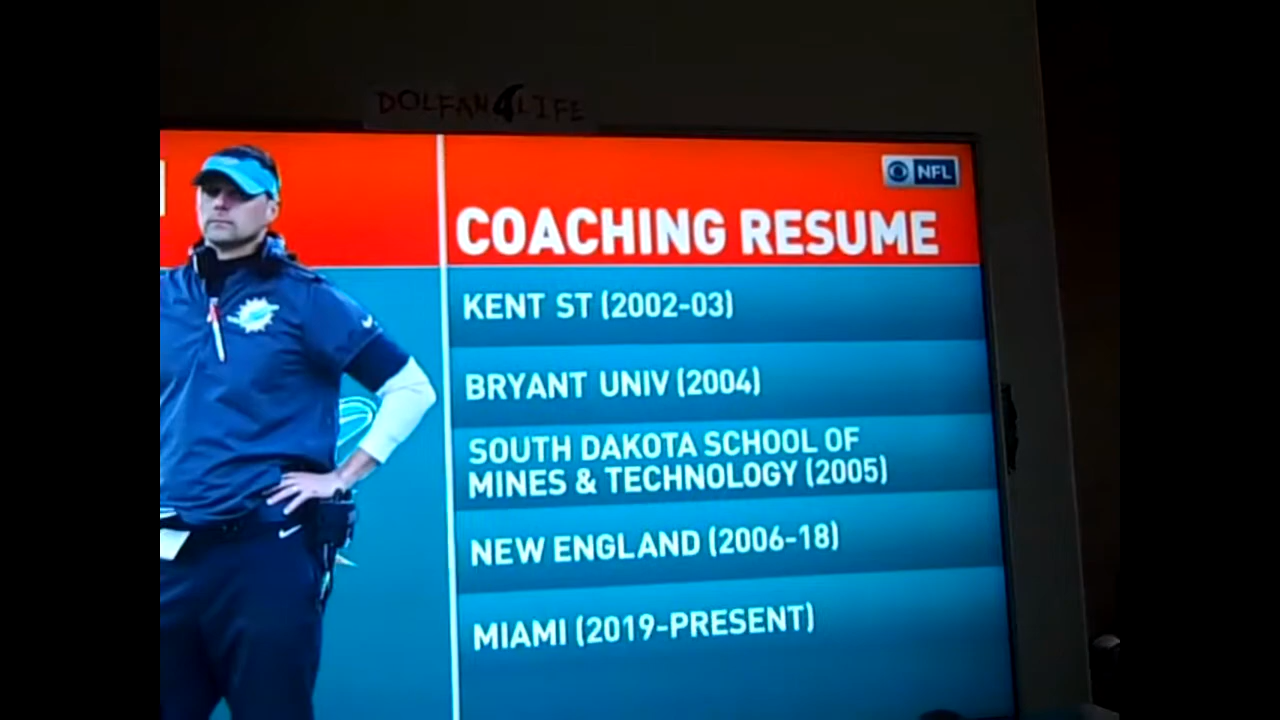 DOLFAN4LIFE
NFL
COACHING RESUME
KENT ST (2002-03)
BRYANT UNIV (2004)
SOUTH DAKOTA SCHOOL OF
MINES & TECHNOLOGY (2005)
NEW ENGLAND (2006-18)
MIAMI (2019-PRESENT)